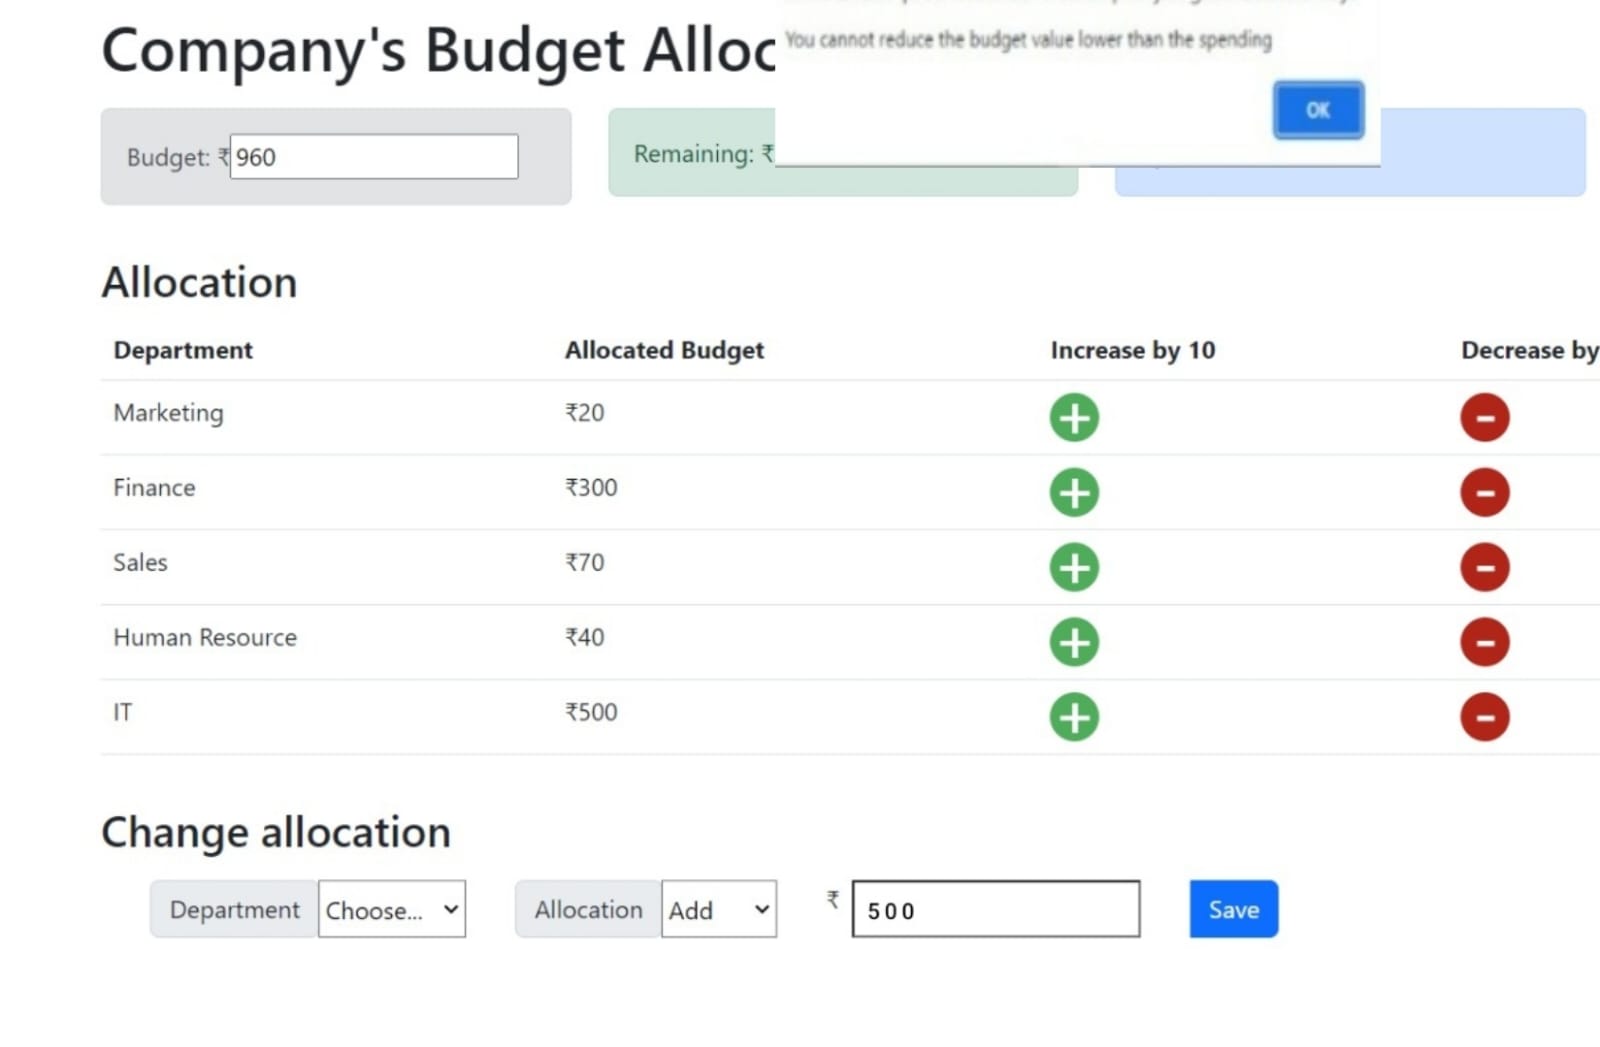 Company's Budget Alloc
You cannot reduce the budget value lower than the spending
OK
Budget: ₹960
Remaining: ₹
Allocation
Department Allocated Budget Increase by 10 Decrease by
Marketing ₹20 + -
Finance ₹300 + -
Sales ₹70 + -
Human Resource ₹40 + -
IT ₹500 + -
Change allocation
Department Choose... Allocation Add ₹ 500 Save